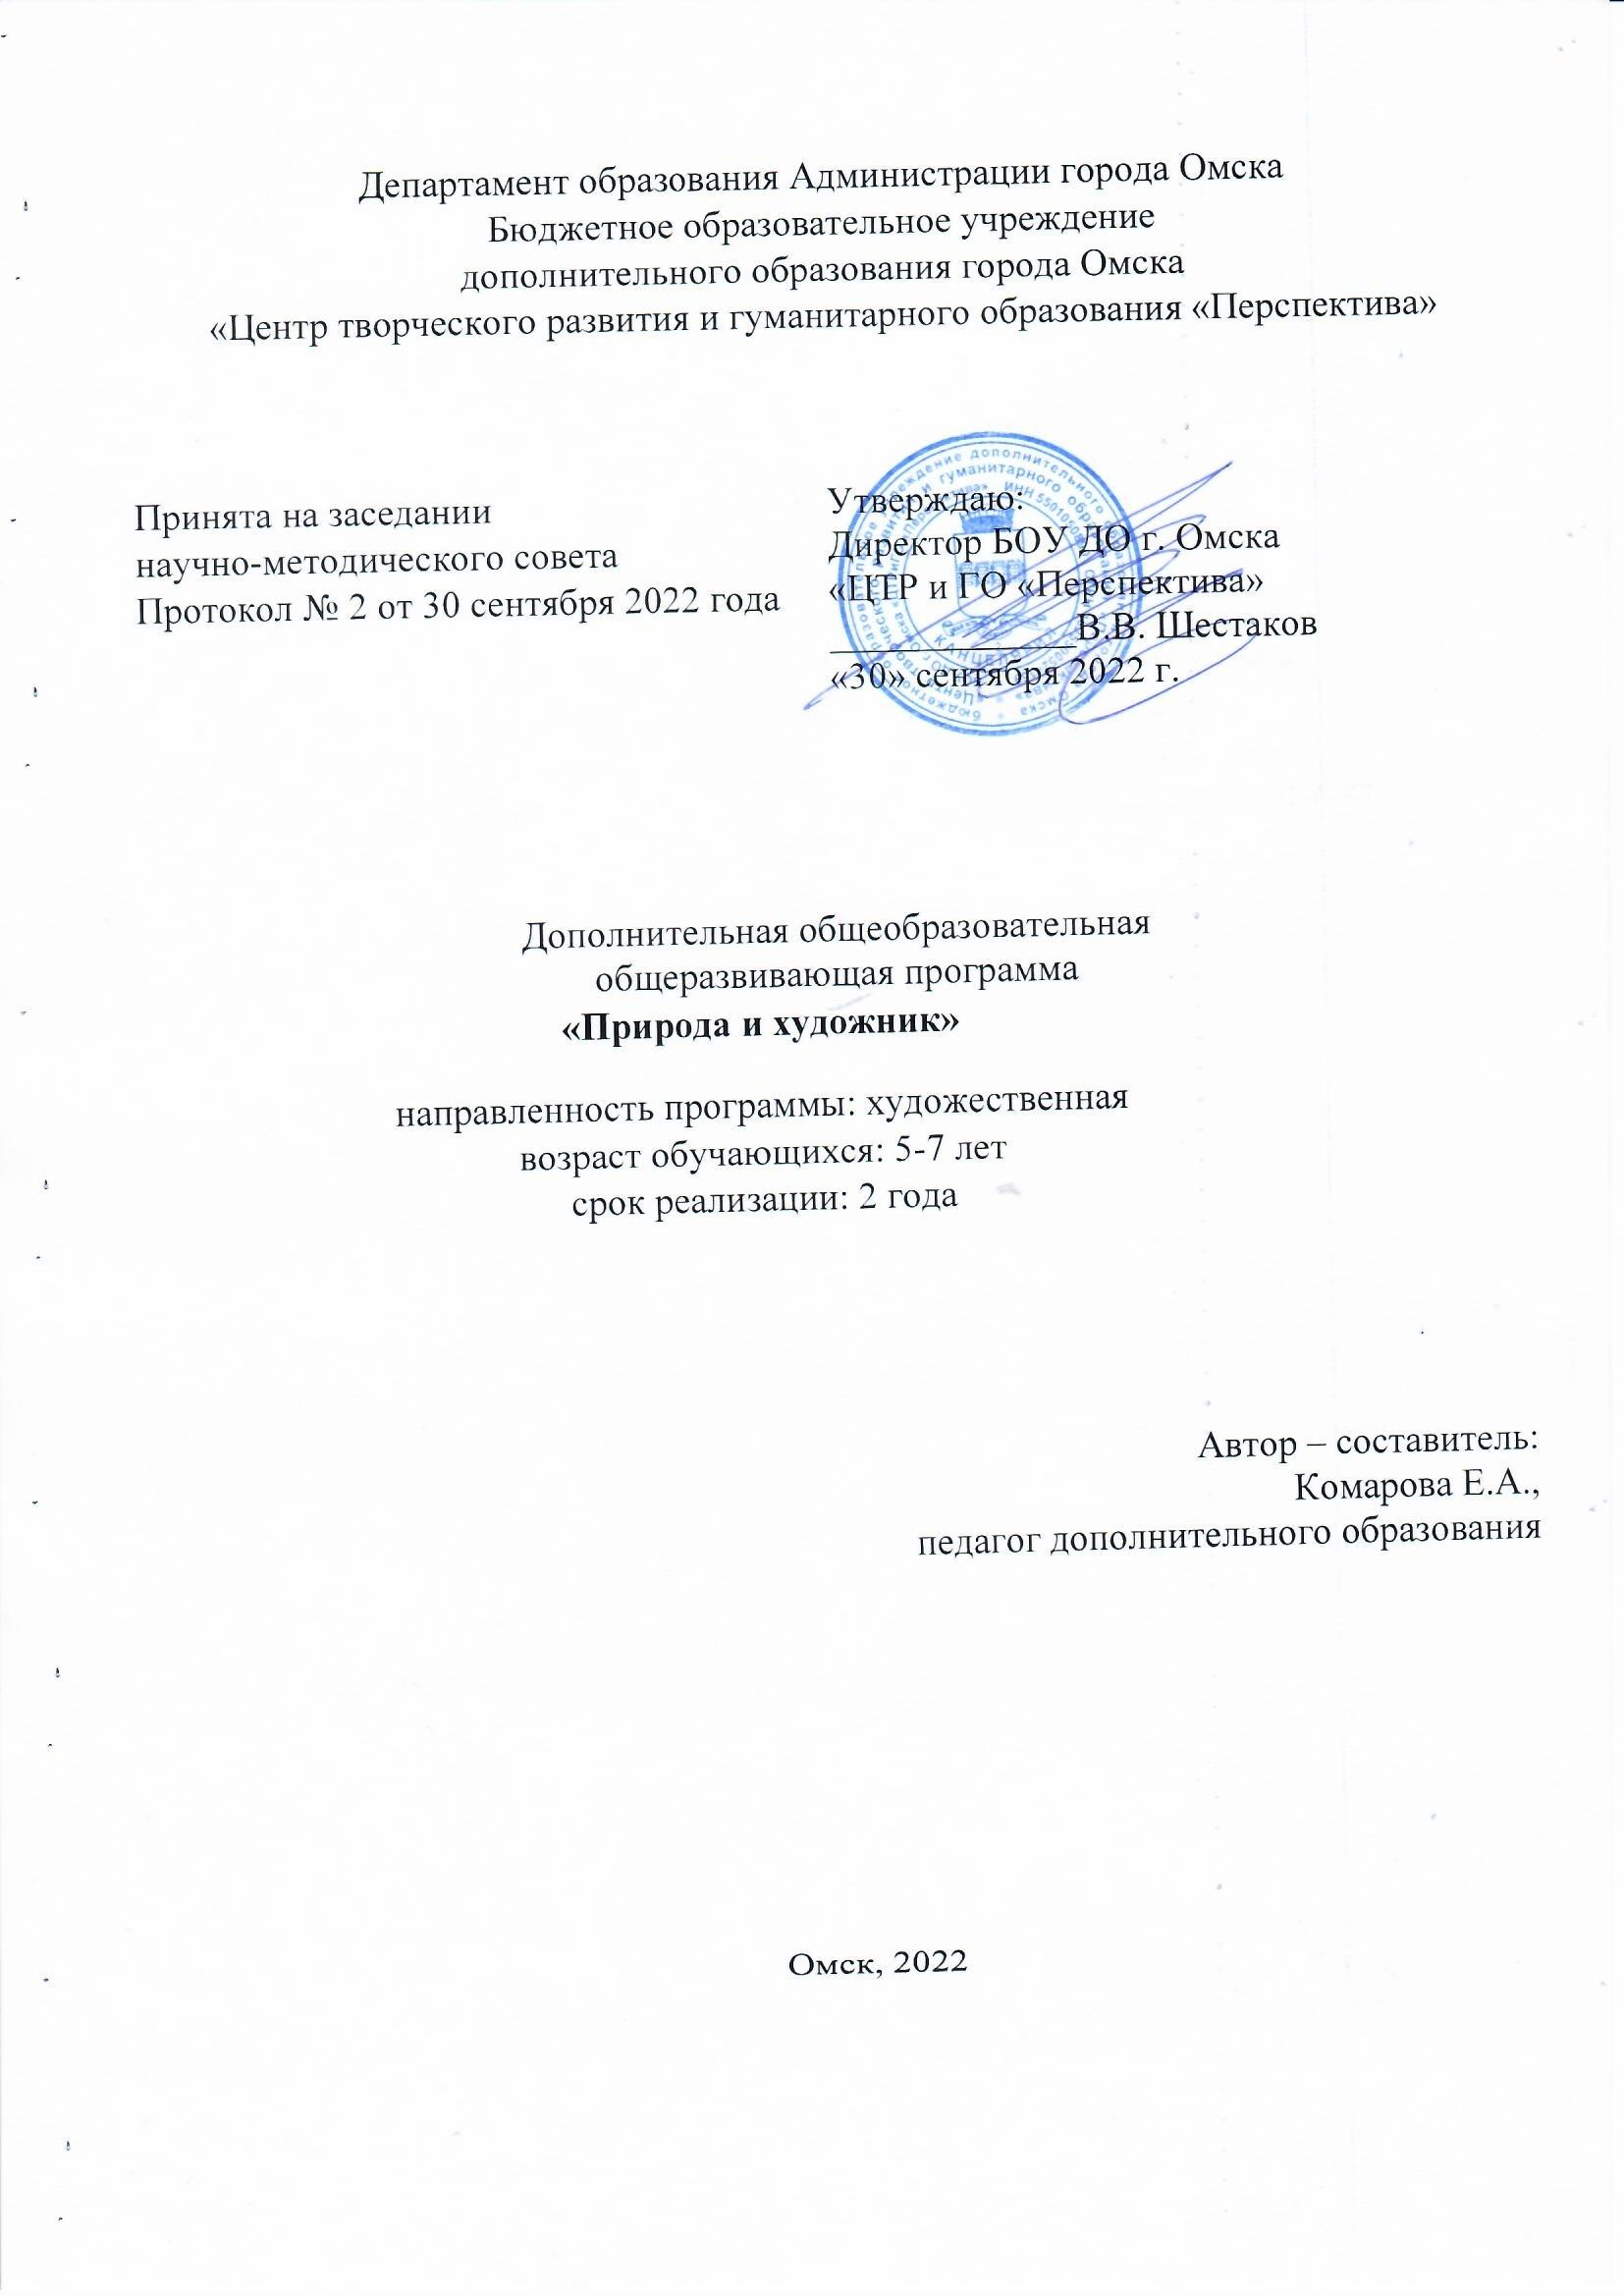 Департамент образования Администрации города Омска
Бюджетное образовательное учреждение
дополнительного образования города Омска
«Центр творческого развития и гуманитарного образования «Перспектива»
Принята на заседании
научно-методического совета
Протокол № 2 от 30 сентября 2022 года
Утверждаю:
Директор БОУ ДО г. Омска
«ЦТР и ГО «Перспектива»
_____________В.В. Шестаков
«30» сентября 2022 г.
КАНЦЕЛЯРИЯ
Дополнительная общеобразовательная
общеразвивающая программа
«Природа и художник»
направленность программы: художественная
возраст обучающихся: 5-7 лет
срок реализации: 2 года
Автор – составитель:
Комарова Е.А.,
педагог дополнительного образования
Омск, 2022